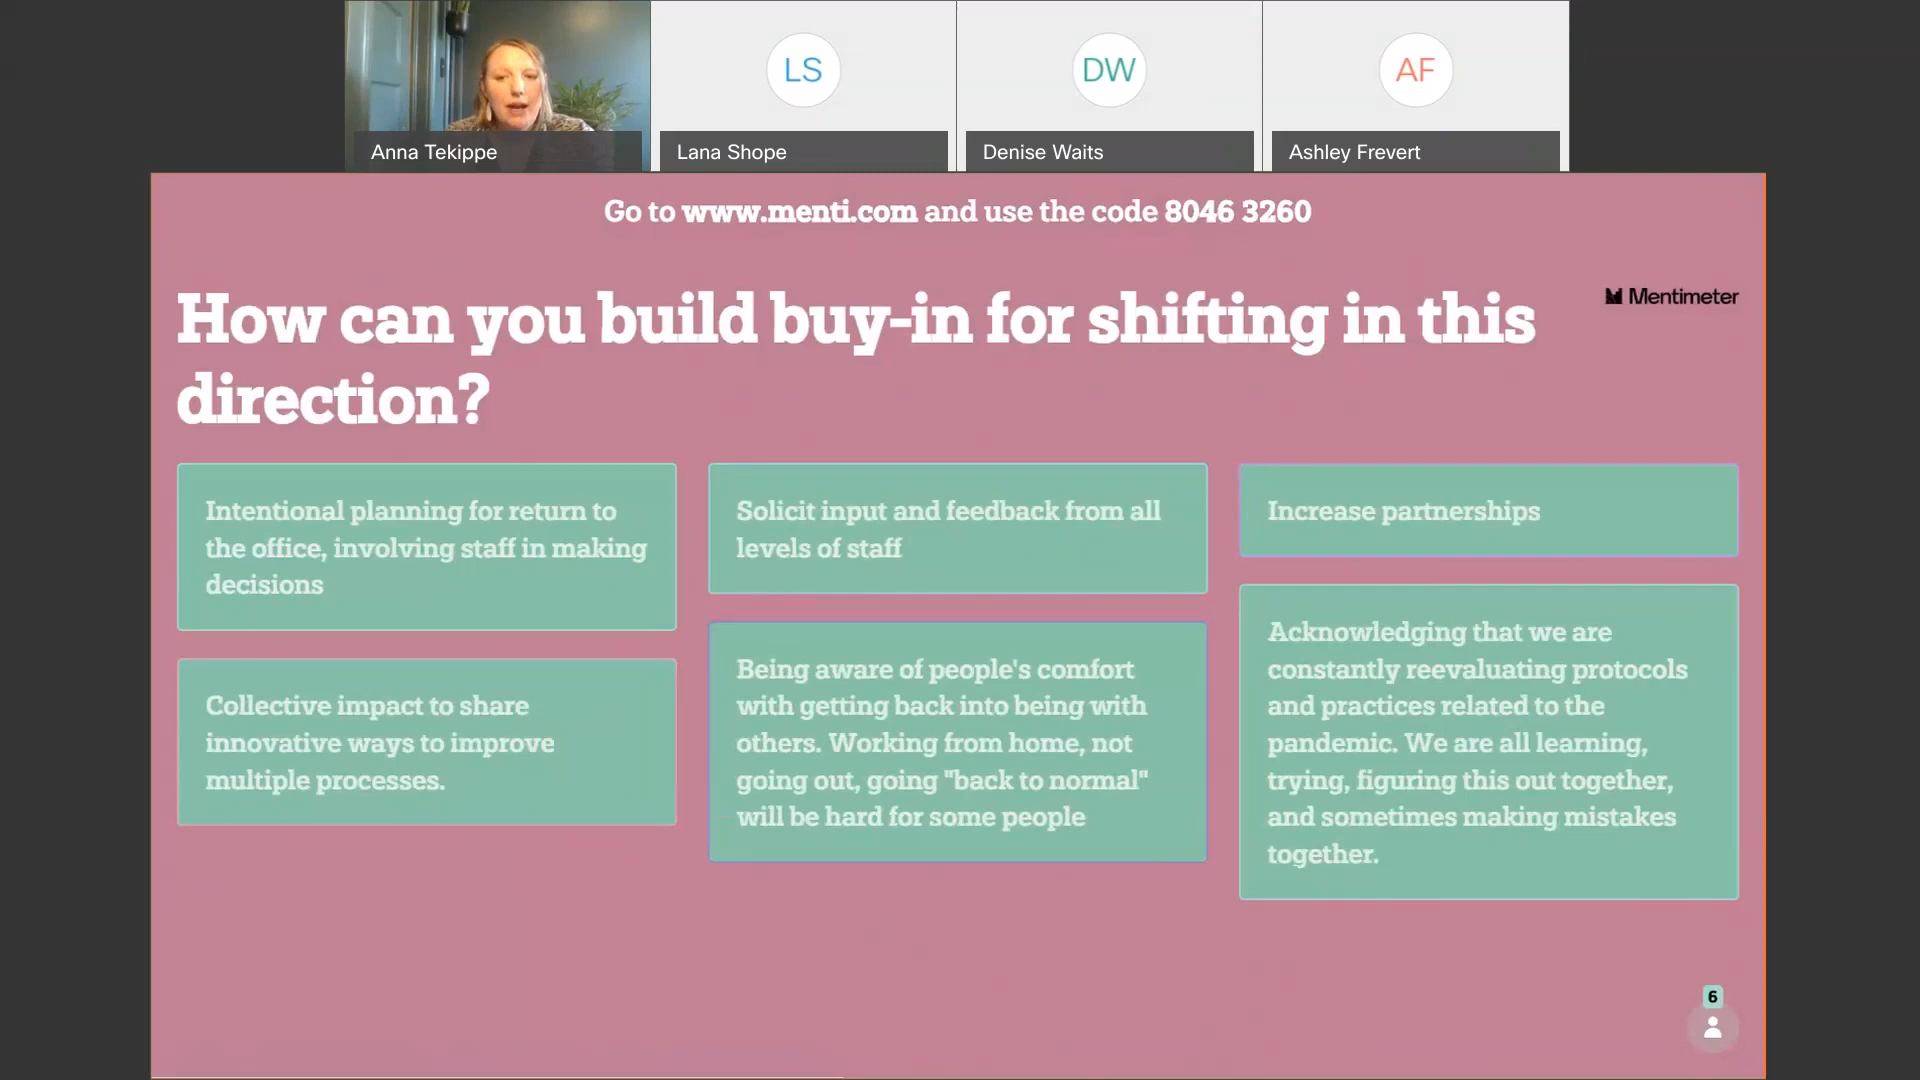 LS
DW
AF
Anna Tekippe
Lana Shope
Denise Waits
Ashley Frevert
Go to www.menti.com and use the code 8046 3260
Mentimeter
How can you build buy-in for shifting in this
direction?
Intentional planning for return to
the office, involving staff in making
decisions
Collective impact to share
innovative ways to improve
multiple processes.
Solicit input and feedback from all
levels of staff
Being aware of people's comfort
with getting back into being with
others. Working from home, not
going out, going "back to normal"
will be hard for some people
Increase partnerships
Acknowledging that we are
constantly reevaluating protocols
and practices related to the
pandemic. We are all learning,
trying, figuring this out together,
and sometimes making mistakes
together.
6